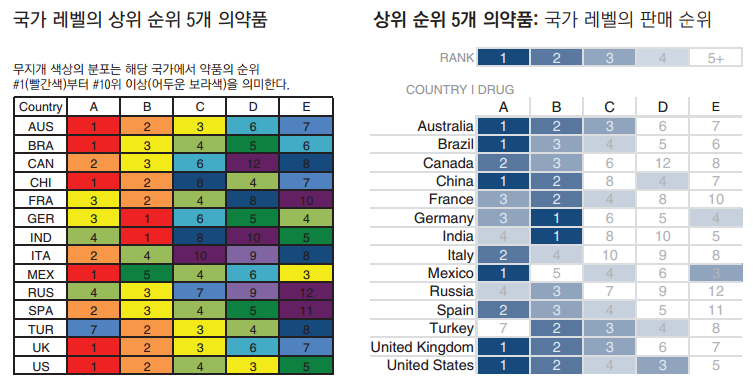 국가 레벨의 상위 순위 5개 의약품
무지개 색상의 분포는 해당 국가에서 약품의 순위
#1(빨간색)부터 #10위 이상(어두운 보라색)을 의미한다.
Country A B C D E
AUS 1 2 3 6 7
BRA 1 3 4 5 6
CAN 2 3 6 12 8
CHI 1 2 8 4 7
FRA 3 2 4 8 10
GER 3 1 6 5 4
IND 4 1 8 10 5
ITA 2 4 10 9 8
MEX 1 5 4 6 3
RUS 4 3 7 9 12
SPA 2 3 4 5 11
TUR 7 2 3 4 8
UK 1 2 3 6 7
US 1 2 4 3 5
상위 순위 5개 의약품: 국가 레벨의 판매 순위
RANK 1 2 3 4 5+
COUNTRY | DRUG
A B C D E
Australia 1 2 3 6 7
Brazil 1 3 4 5 6
Canada 2 3 6 12 8
China 1 2 8 4 7
France 3 2 4 8 10
Germany 3 1 6 5 4
India 4 1 8 10 5
Italy 2 4 10 9 8
Mexico 1 5 4 6 3
Russia 4 3 7 9 12
Spain 2 3 4 5 11
Turkey 7 2 3 4 8
United Kingdom 1 2 3 6 7
United States 1 2 4 3 5